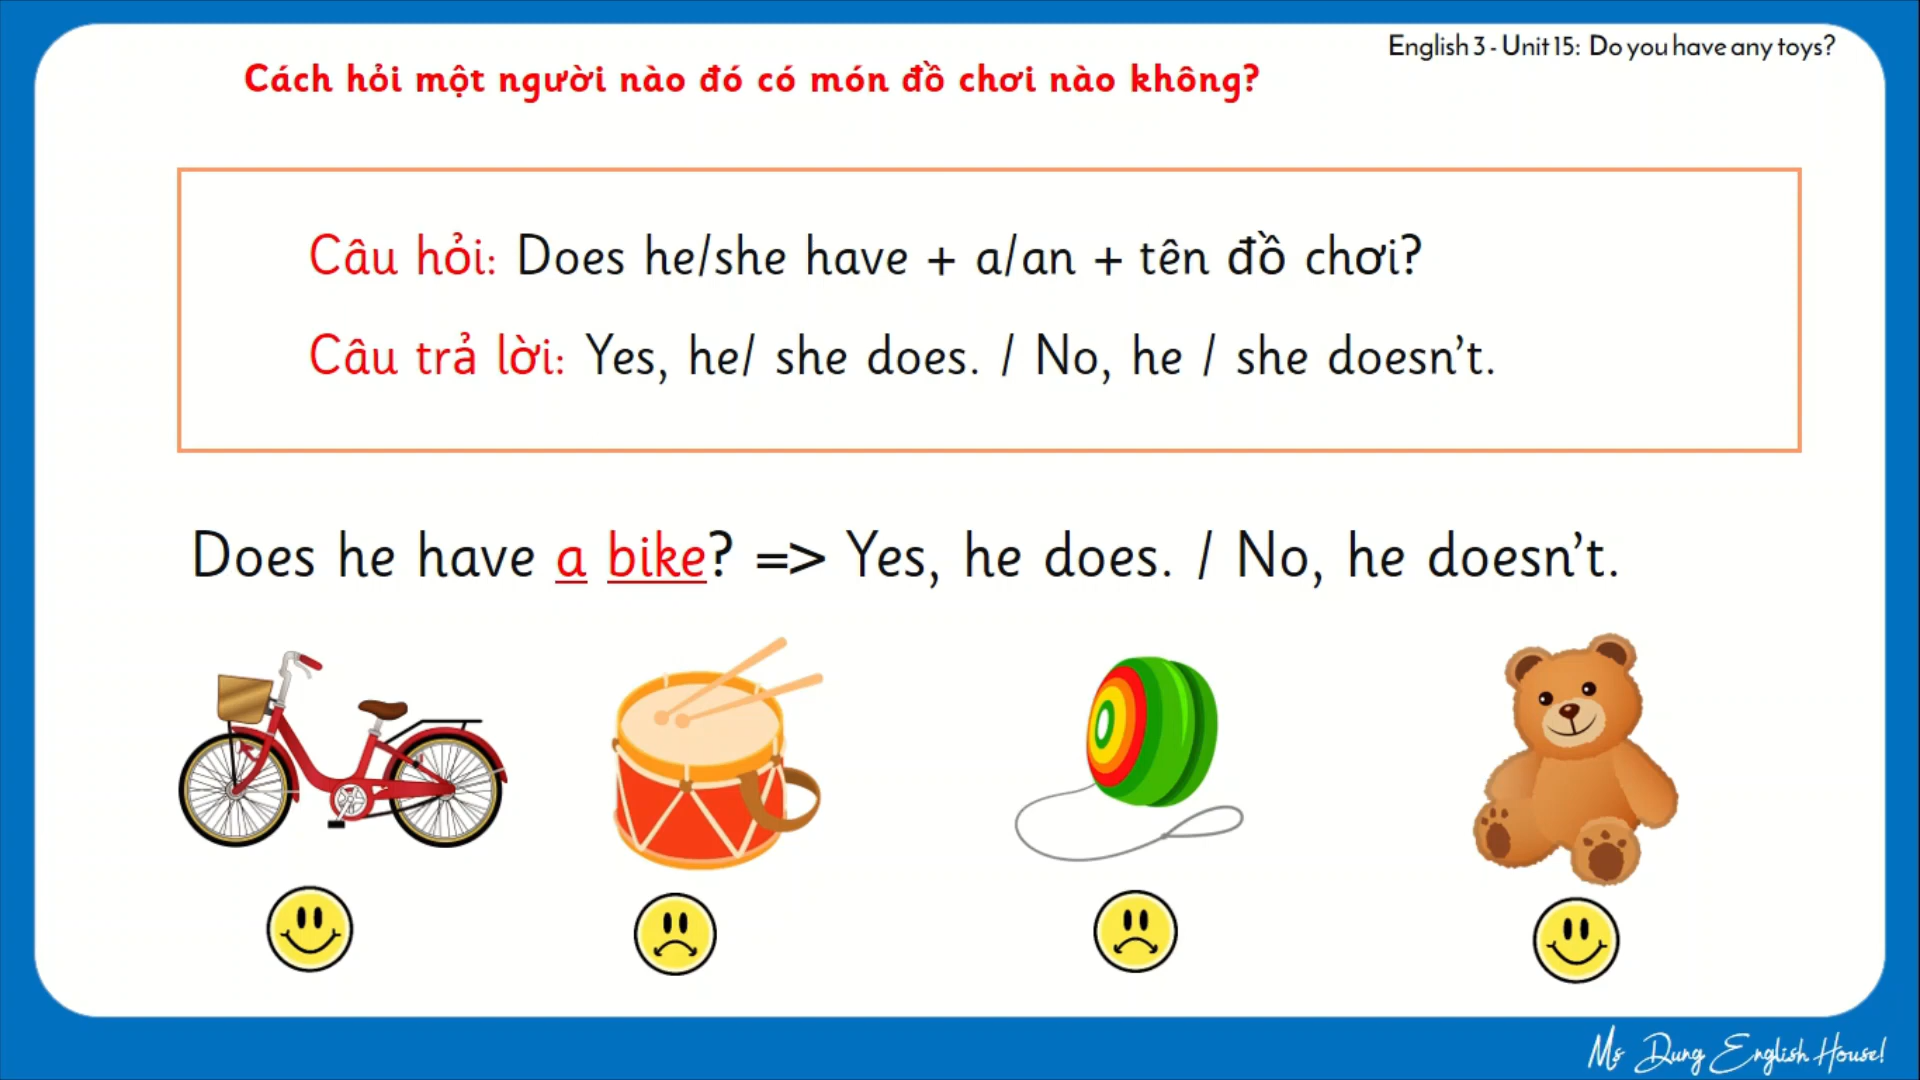 English 3 - Unit 15: Do you have any toys?
Cách hỏi một người nào đó có món đồ chơi nào không?
Câu hỏi: Does he/she have + a/an + tên đồ chơi?
Câu trả lời: Yes, he/ she does. / No, he / she doesn't.
Does he have a bike? => Yes, he does. / No, he doesn't.
Ms Dung English House!